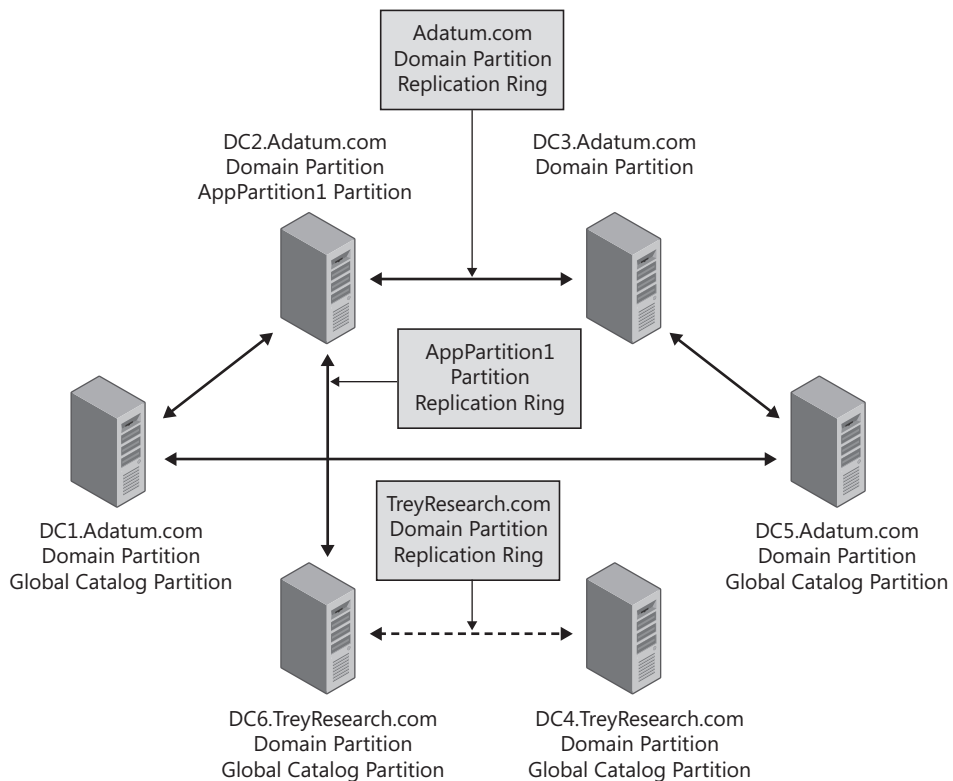 Adatum.com
Domain Partition
Replication Ring
DC2.Adatum.com
Domain Partition
AppPartition1 Partition
DC3.Adatum.com
Domain Partition
AppPartition1
Partition
Replication Ring
DC1.Adatum.com
Domain Partition
Global Catalog Partition
TreyResearch.com
Domain Partition
Replication Ring
DC5.Adatum.com
Domain Partition
Global Catalog Partition
DC6.TreyResearch.com
Domain Partition
Global Catalog Partition
DC4.TreyResearch.com
Domain Partition
Global Catalog Partition